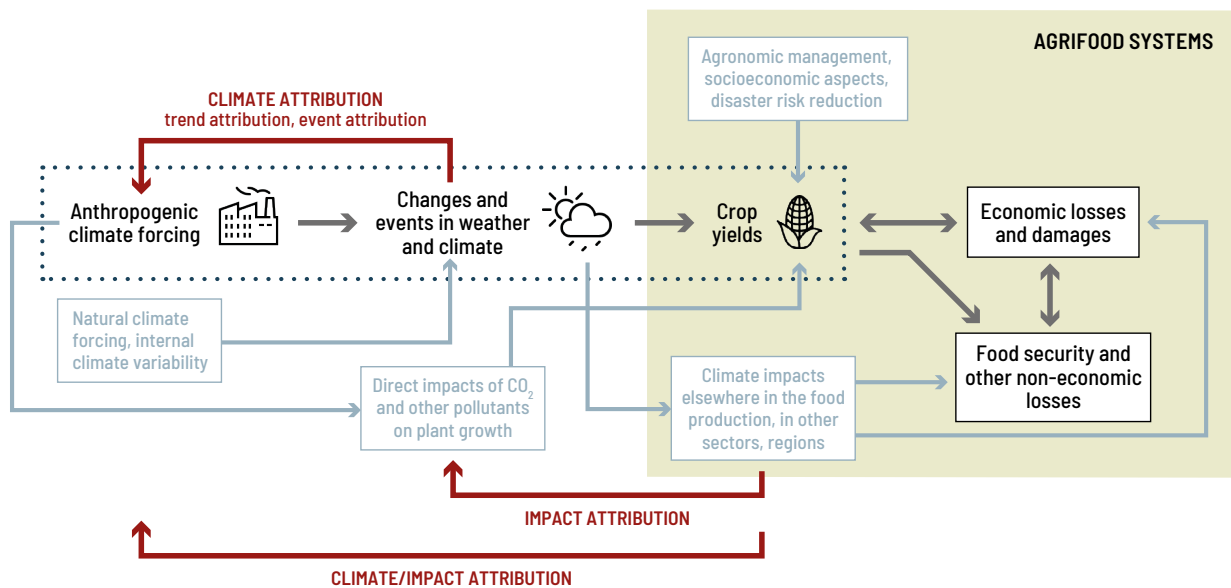 AGRIFOOD SYSTEMS
Agronomic management,
socioeconomic aspects,
disaster risk reduction
CLIMATE ATTRIBUTION
trend attribution, event attribution
Anthropogenic
climate forcing
Changes and
events in weather
and climate
Crop
yields
Economic losses
and damages
Natural climate
forcing, internal
climate variability
Direct impacts of CO₂
and other pollutants
on plant growth
Climate impacts
elsewhere in the food
production, in other
sectors, regions
Food security and
other non-economic
losses
IMPACT ATTRIBUTION
CLIMATE/IMPACT ATTRIBUTION